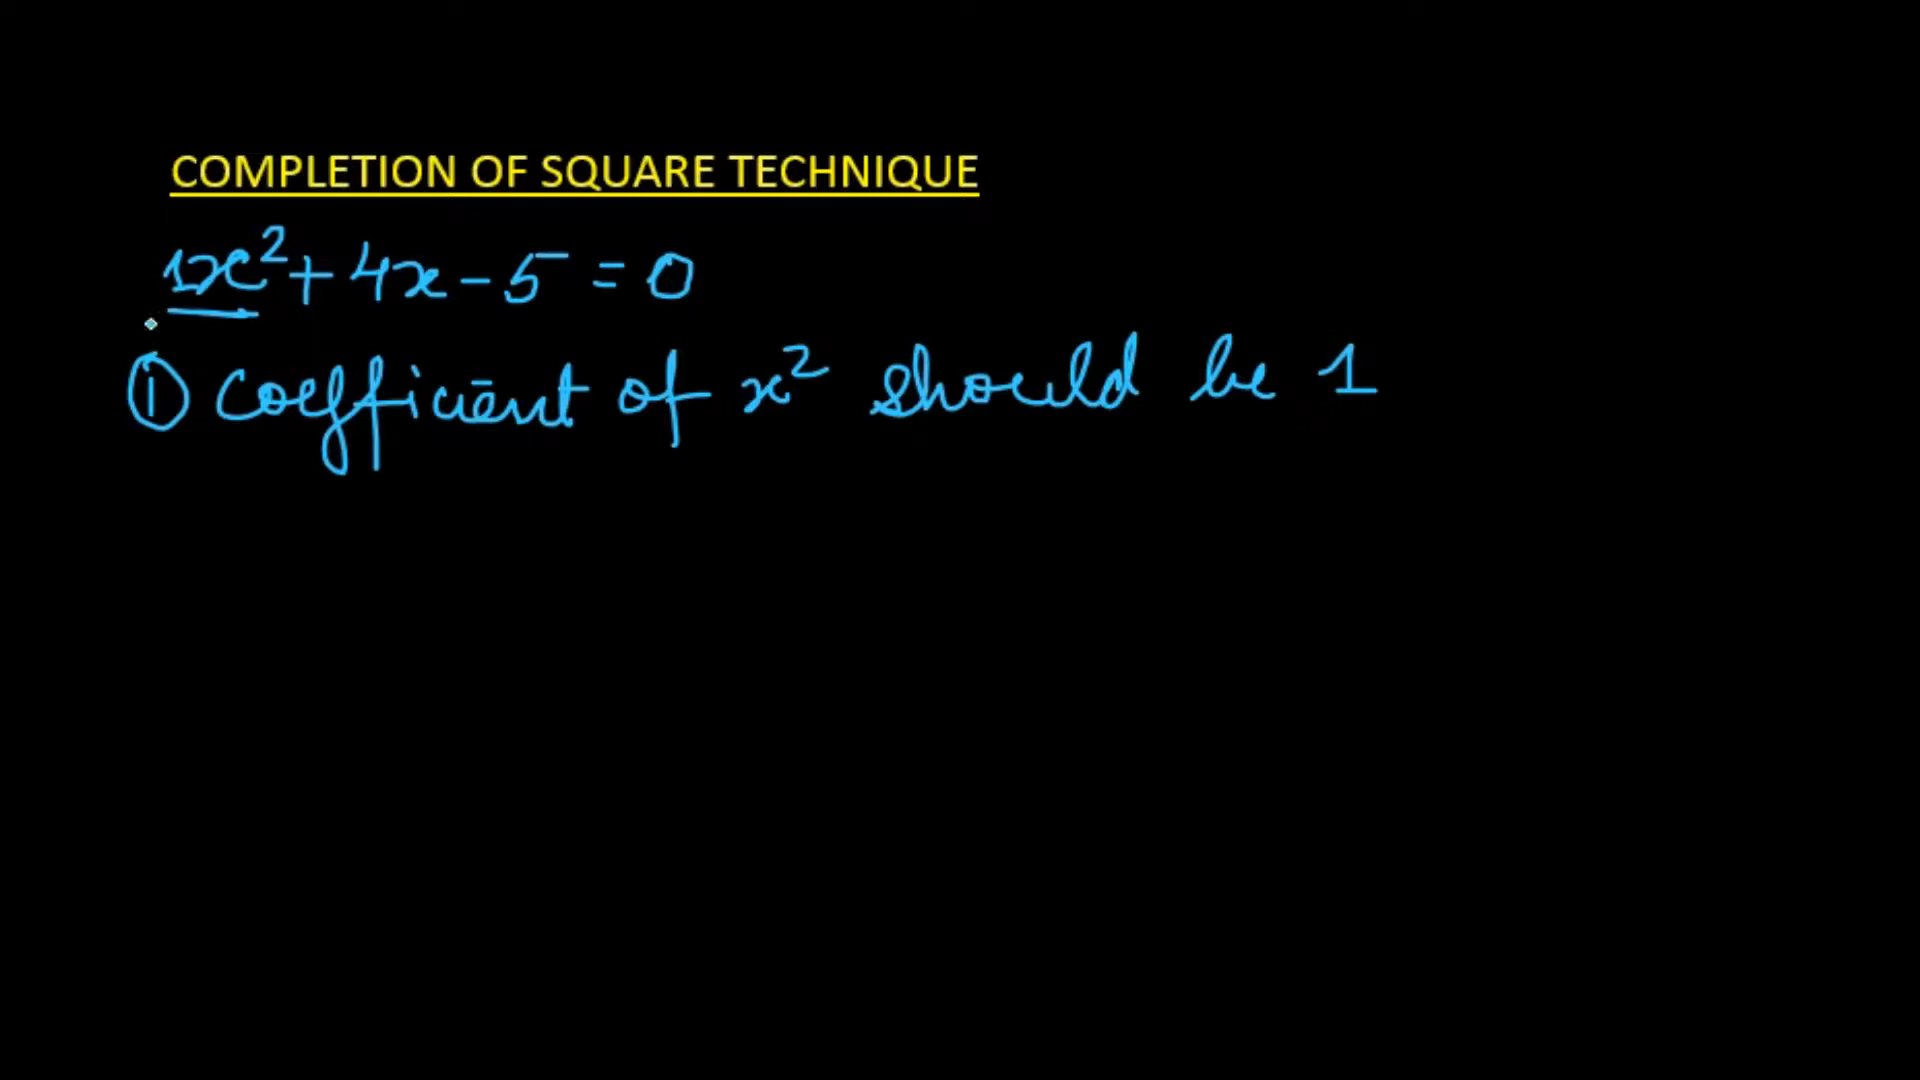 COMPLETION OF SQUARE TECHNIQUE
1x² + 4x - 5 = 0
① Coefficient of x² should be 1